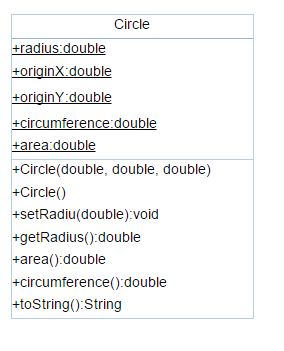 Circle
+radius:double
+originX:double
+originY:double
+circumference:double
+area:double
+Circle(double, double, double)
+Circle()
+setRadiu(double):void
+getRadius():double
+area():double
+circumference():double
+toString():String